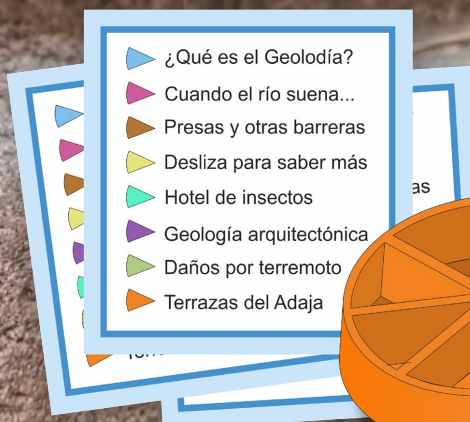 ¿Qué es el Geolodía?
Cuando el río suena...
Presas y otras barreras
Desliza para saber más
Hotel de insectos
Geología arquitectónica
Daños por terremoto
Terrazas del Adaja
as